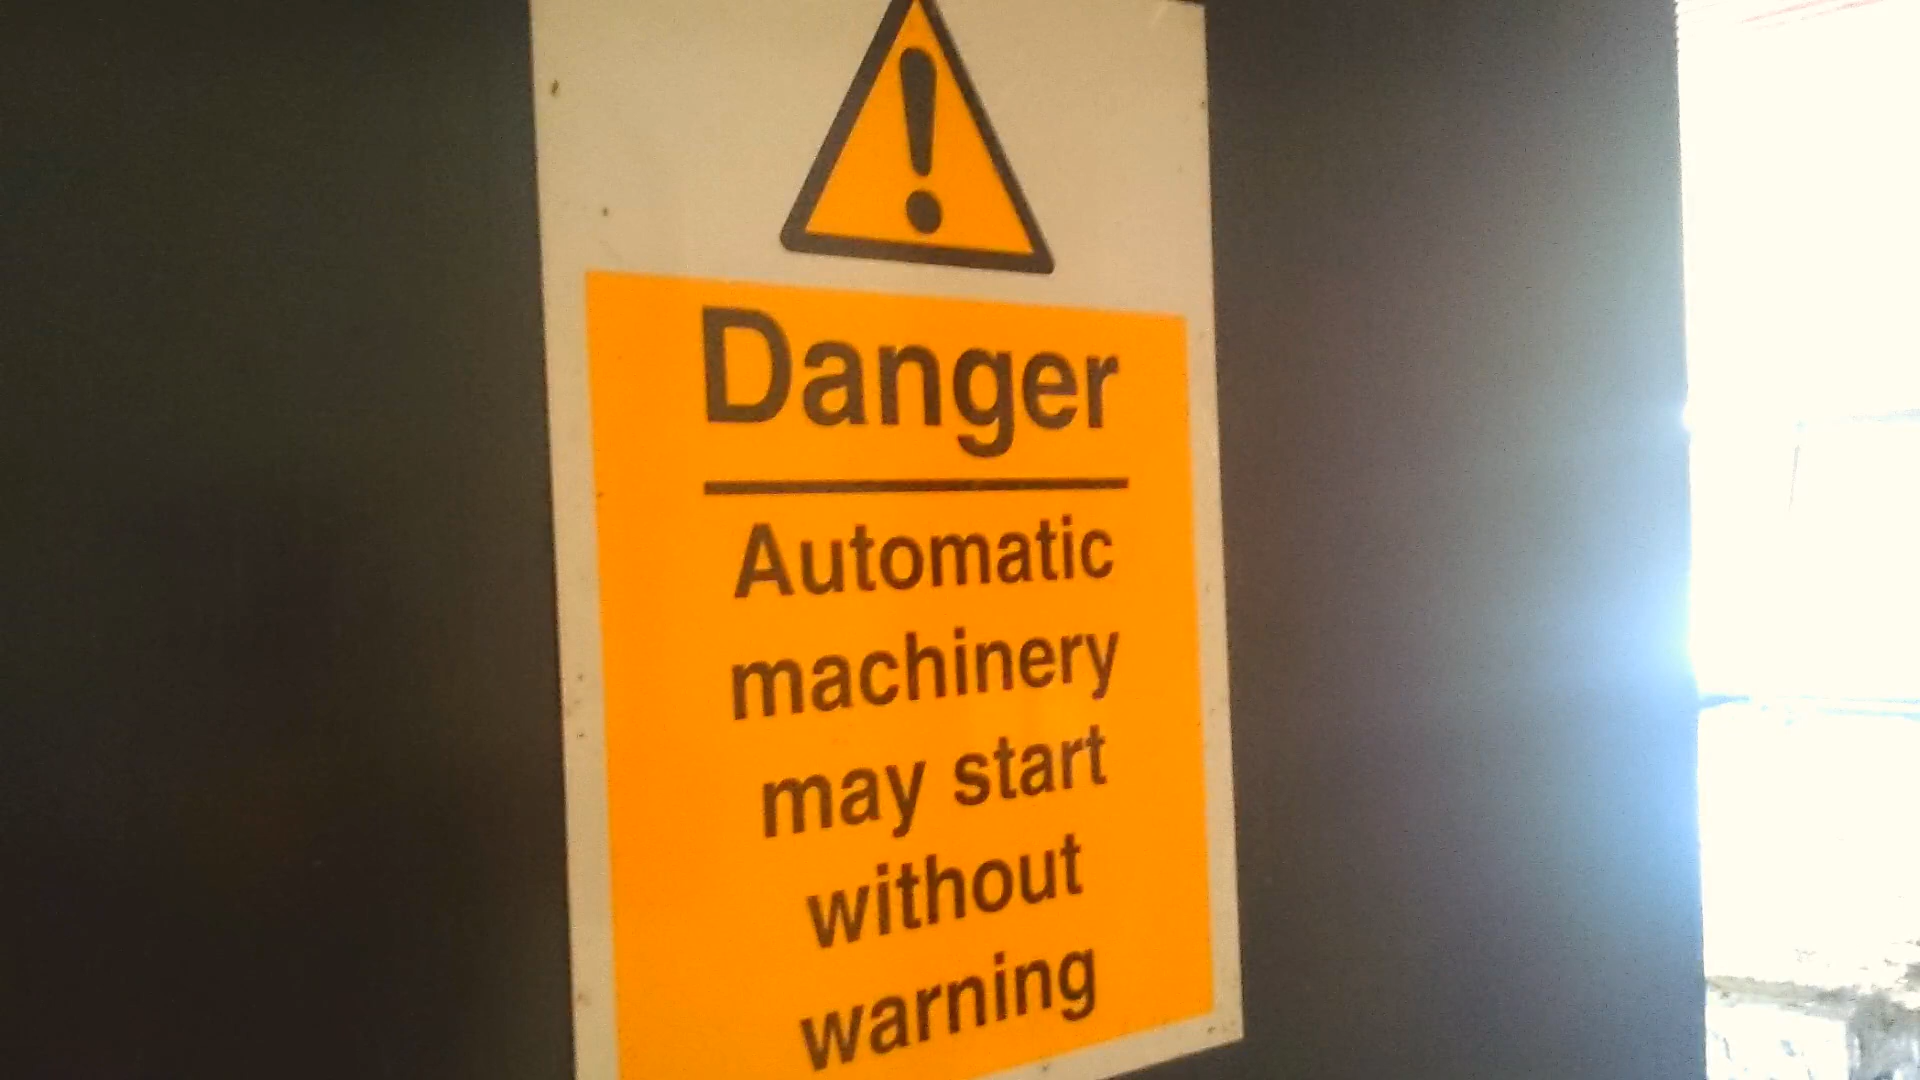 Danger
Automatic
machinery
may start
without
warning